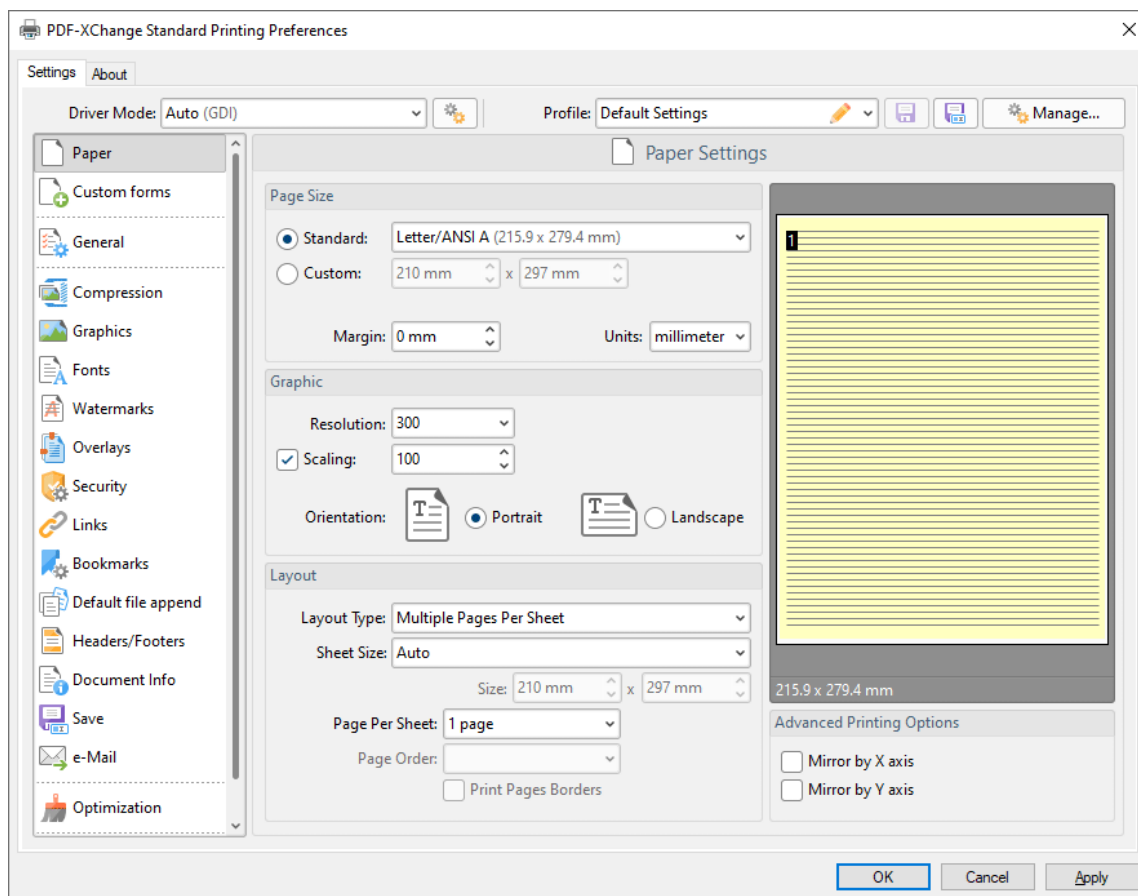 PDF-XChange Standard Printing Preferences
Settings About
Driver Mode: Auto (GDI) Profile: Default Settings Manage...
Paper
Custom forms
General
Compression
Graphics
Fonts
Watermarks
Overlays
Security
Links
Bookmarks
Default file append
Headers/Footers
Document Info
Save
e-Mail
Optimization
Paper Settings
Page Size
Standard: Letter/ANSI A (215.9 x 279.4 mm)
Custom: 210 mm x 297 mm
Margin: 0 mm Units: millimeter
Graphic
Resolution: 300
Scaling: 100
Orientation: T Portrait T Landscape
Layout
Layout Type: Multiple Pages Per Sheet
Sheet Size: Auto
Size: 210 mm x 297 mm
Page Per Sheet: 1 page
Page Order:
Print Pages Borders
1
215.9 x 279.4 mm
Advanced Printing Options
Mirror by X axis
Mirror by Y axis
OK Cancel Apply